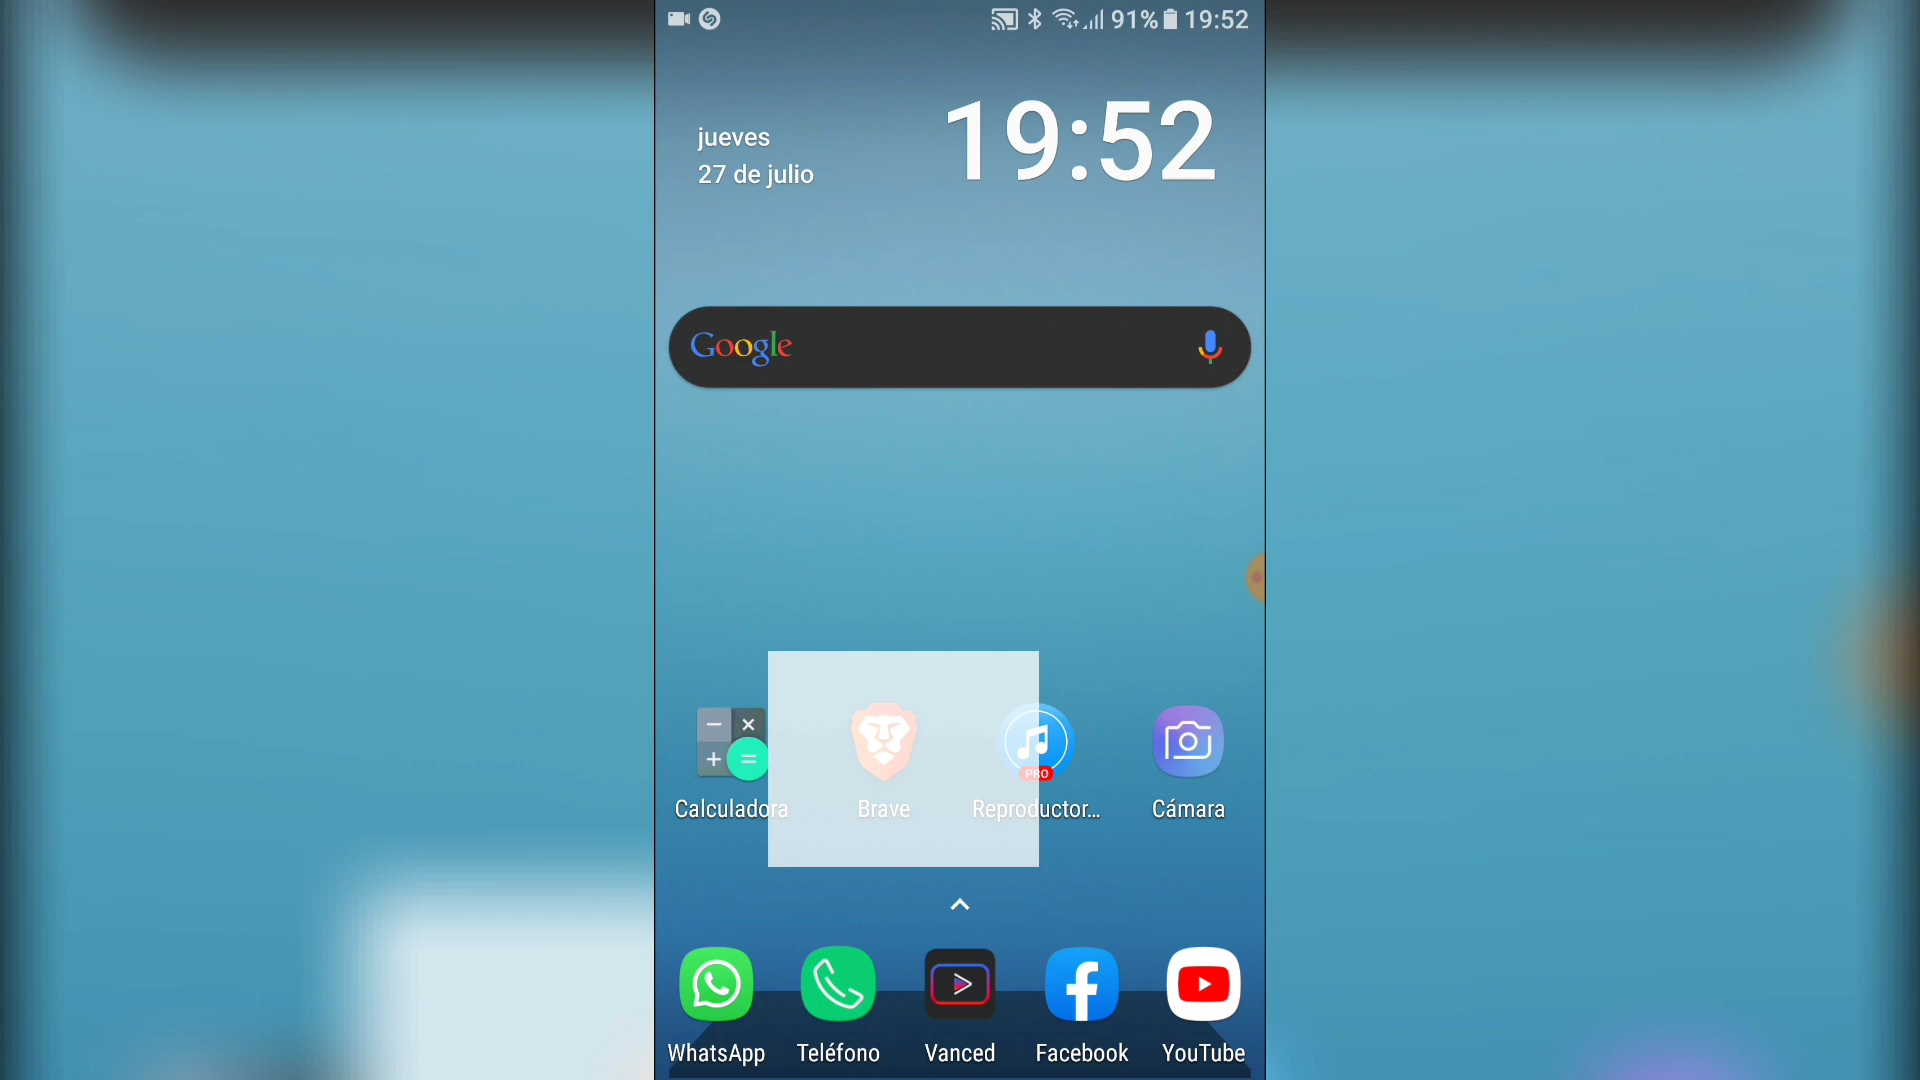 91% 19:52
jueves
27 de julio
19:52
Google
PRO
Calculadora
Brave
Reproductor...
Cámara
WhatsApp
Teléfono
Vanced
Facebook
YouTube